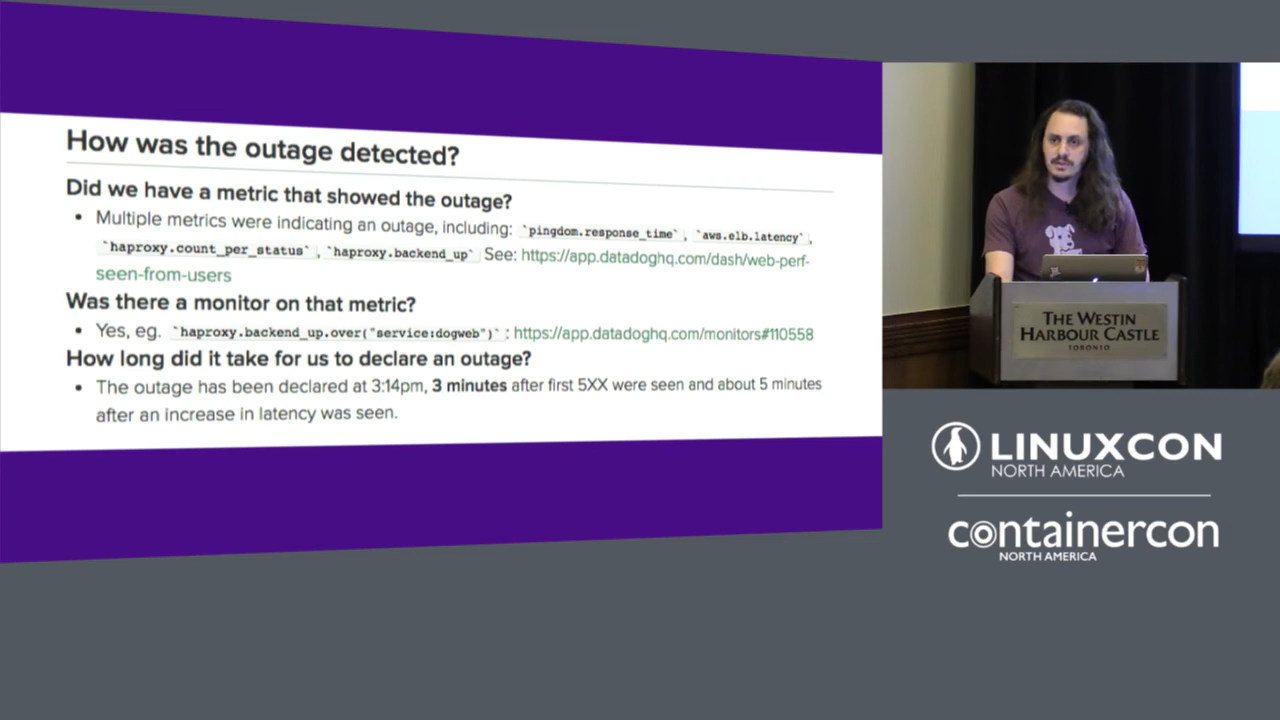 How was the outage detected?
Did we have a metric that showed the outage?
• Multiple metrics were indicating an outage, including: `pingdom.response_time`, `aws.elb.latency`,
`haproxy.count_per_status`, `haproxy.backend_up` See: https://app.datadoghq.com/dash/web-perf-
seen-from-users
Was there a monitor on that metric?
• Yes, eg. `haproxy.backend_up.over("service:dogweb")`: https://app.datadoghq.com/monitors#110558
How long did it take for us to declare an outage?
• The outage has been declared at 3:14pm, 3 minutes after first 5XX were seen and about 5 minutes
after an increase in latency was seen.
THE WESTIN
HARBOUR CASTLE
TORONTO
LINUXCON
NORTH AMERICA
containercon
NORTH AMERICA